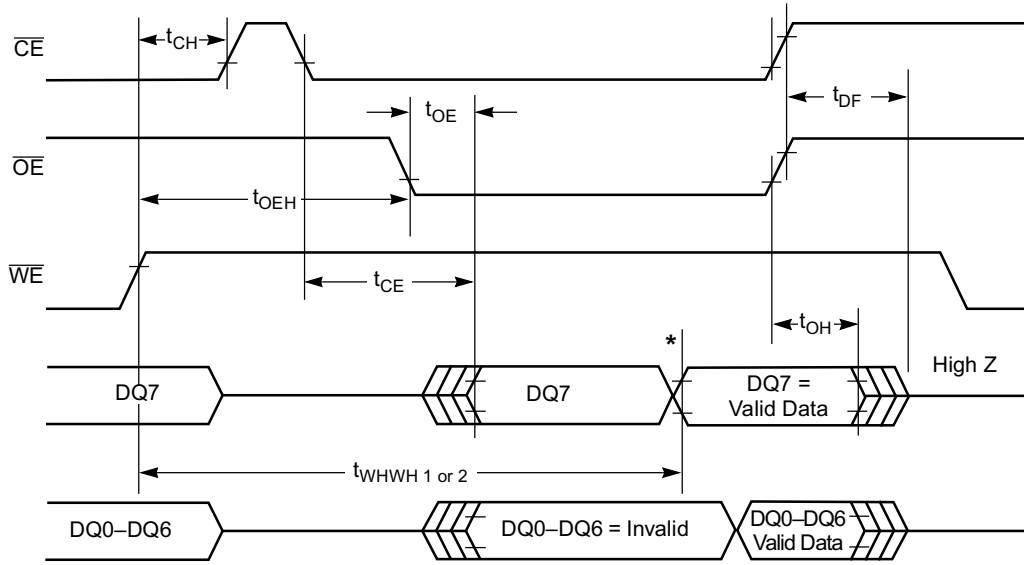 CE
tCH
tDF
tOE
OE
tOEH
WE
tCE
tOH
*
High Z
DQ7
DQ7
DQ7 =
Valid Data
tWHWH 1 or 2
DQ0–DQ6
DQ0–DQ6 = Invalid
DQ0–DQ6
Valid Data